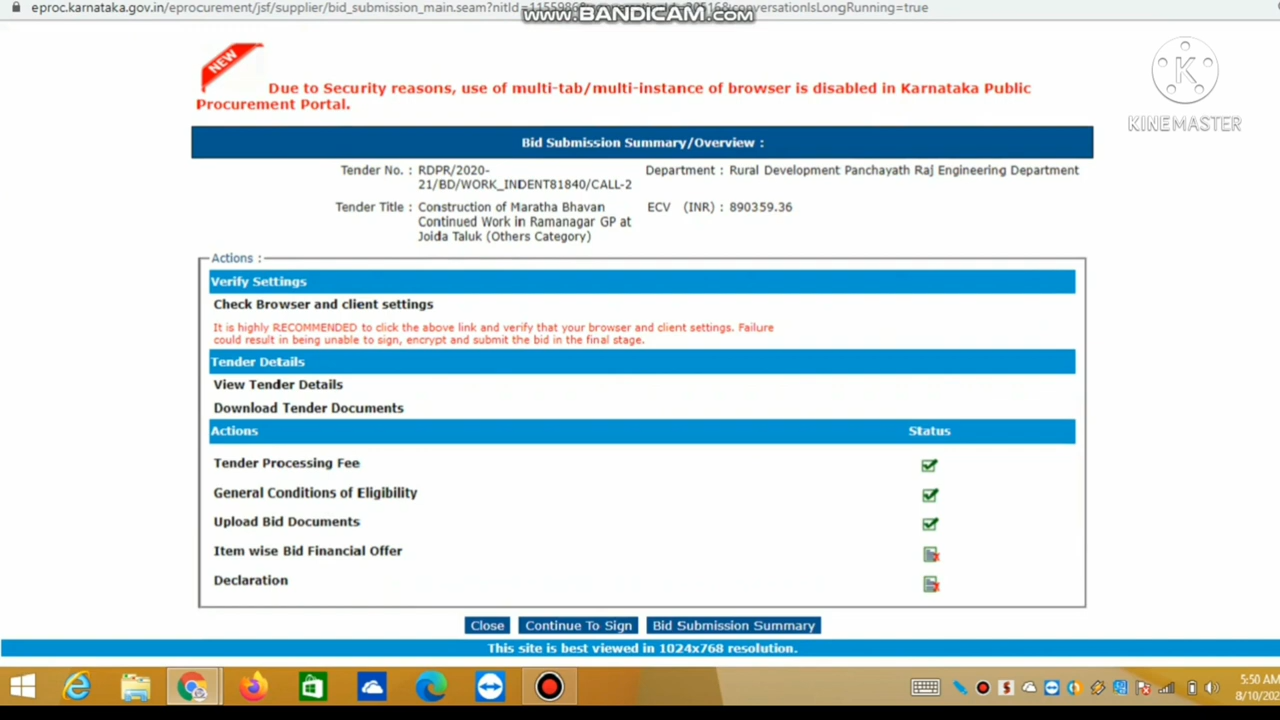 eproc.karnataka.gov.in/eprocurement/jsf/supplier/bid_submission_main.seam?nitId=
conversationIsLongRunning=true
www.BANDICAM.com
NEW
Due to Security reasons, use of multi-tab/multi-instance of browser is disabled in Karnataka Public
Procurement Portal.
K
KINEMASTER
Bid Submission Summary/Overview :
Tender No. : RDPR/2020-
21/BD/WORK_INDENT81840/CALL-2
Department : Rural Development Panchayath Raj Engineering Department
Tender Title : Construction of Maratha Bhavan
Continued Work in Ramanagar GP at
Joida Taluk (Others Category)
ECV (INR) : 890359.36
Actions :
Verify Settings
Check Browser and client settings
It is highly RECOMMENDED to click the above link and verify that your browser and client settings. Failure
could result in being unable to sign, encrypt and submit the bid in the final stage.
Tender Details
View Tender Details
Download Tender Documents
Actions Status
Tender Processing Fee
General Conditions of Eligibility
Upload Bid Documents
Item wise Bid Financial Offer
Declaration
Close Continue To Sign Bid Submission Summary
This site is best viewed in 1024x768 resolution.
5:50 AM
8/10/20